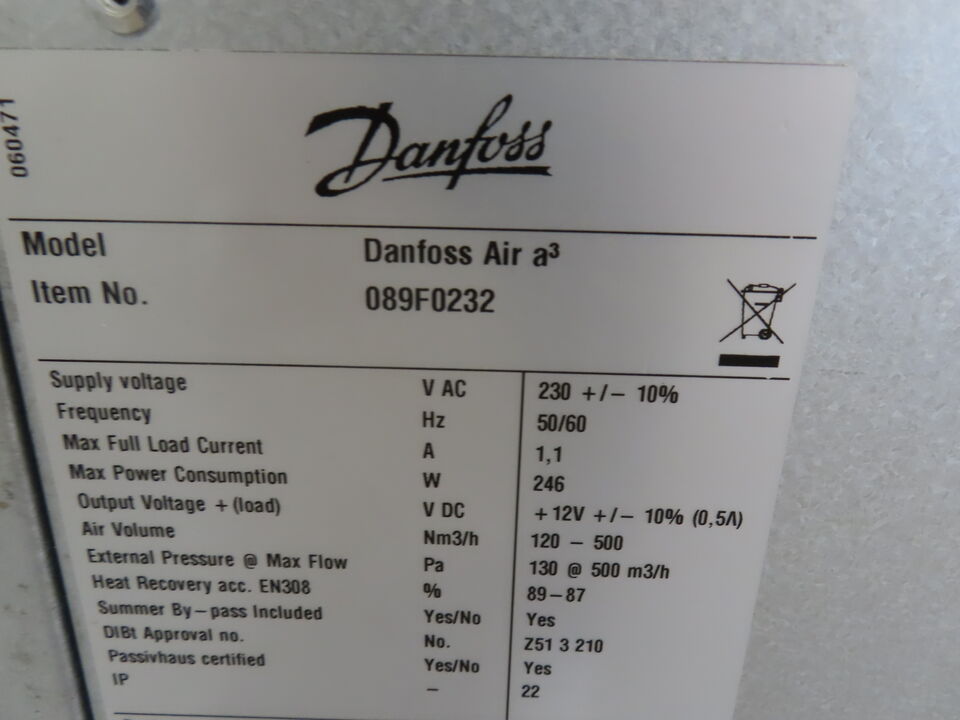 060471
Danfoss
Model Danfoss Air a³
Item No. 089F0232
Supply voltage V AC 230 +/− 10%
Frequency Hz 50/60
Max Full Load Current A 1,1
Max Power Consumption W 246
Output Voltage + (load) V DC +12V +/− 10% (0,5A)
Air Volume Nm3/h 120 − 500
External Pressure @ Max Flow Pa 130 @ 500 m3/h
Heat Recovery acc. EN308 % 89−87
Summer By−pass Included Yes/No Yes
DIBt Approval no. No. Z51 3 210
Passivhaus certified Yes/No Yes
IP − 22